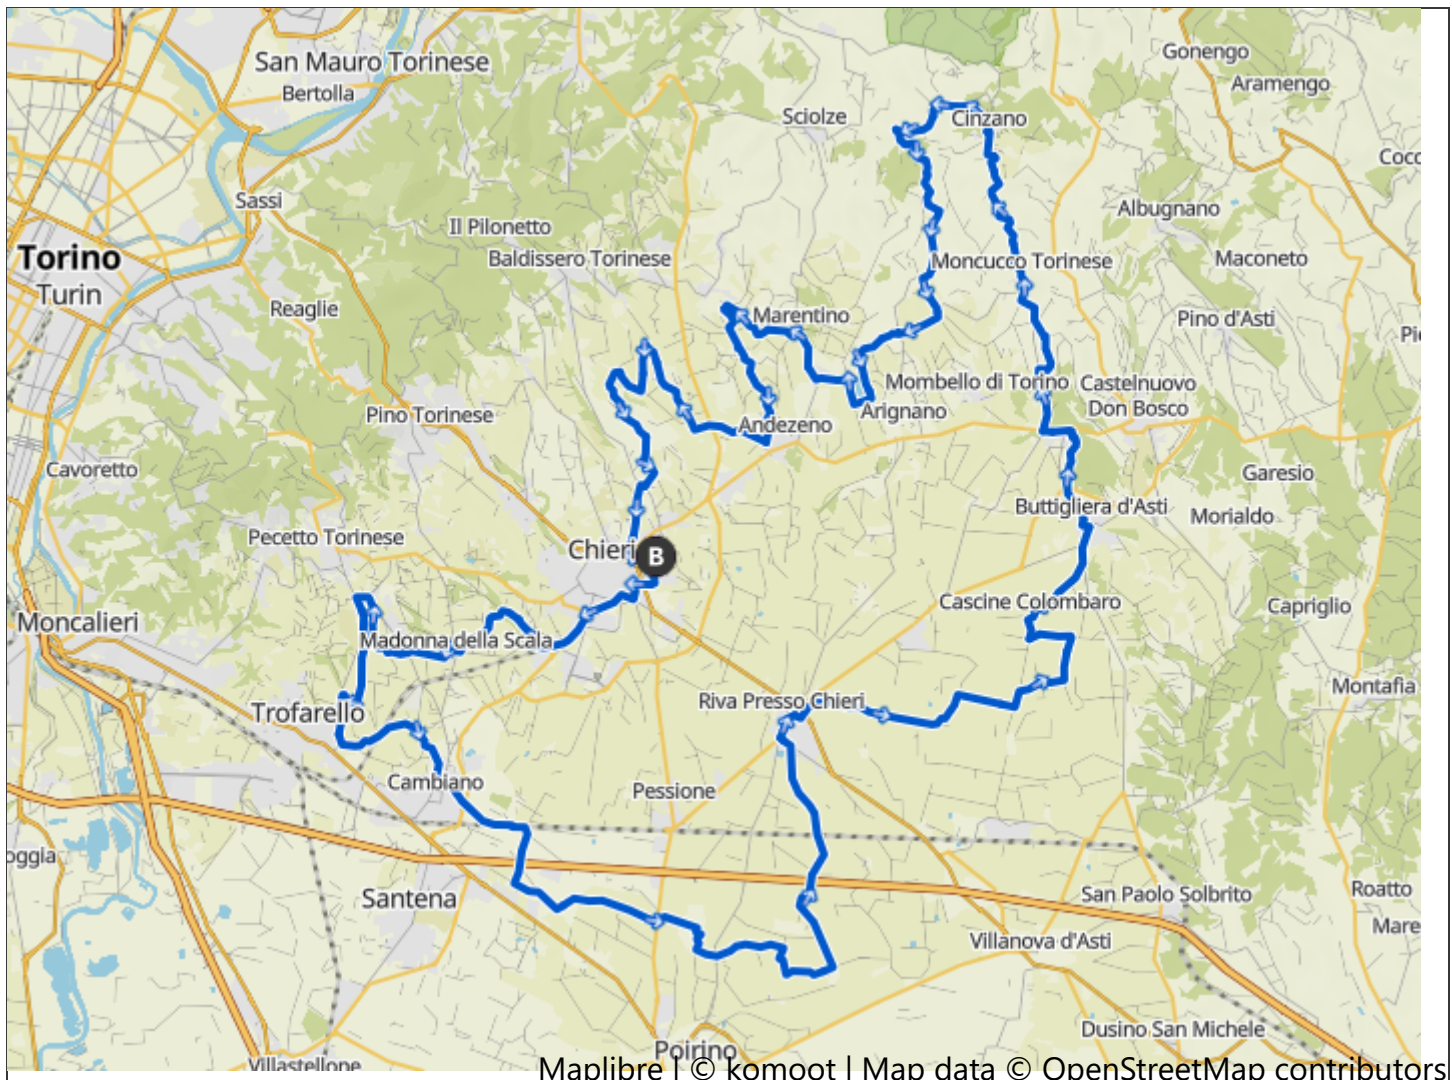 Gonengo
San Mauro Torinese
Aramengo
Bertolla
Sciolze
Cinzano
Sassi
Albugnano
Il Pilonetto
Torino
Baldissero Torinese
Moncucco Torinese
Maconeto
Turin
Reaglie
Marentino
Pino d'Asti
Mombello di Torino
Castelnuovo
Don Bosco
Pino Torinese
Arignano
Andezeno
Cavoretto
Garesio
Buttigliera d'Asti
Morialdo
Pecetto Torinese
Chieri
B
Cascine Colombaro
Capriglio
Moncalieri
Madonna della Scala
Montafia
Riva Presso Chieri
Trofarello
Cambiano
Pessione
oggla
Santena
San Paolo Solbrito
Roatto
Mare
Villanova d'Asti
Dusino San Michele
Poirino
Villastellone
Maplibre | © komoot | Map data © OpenStreetMap contributors